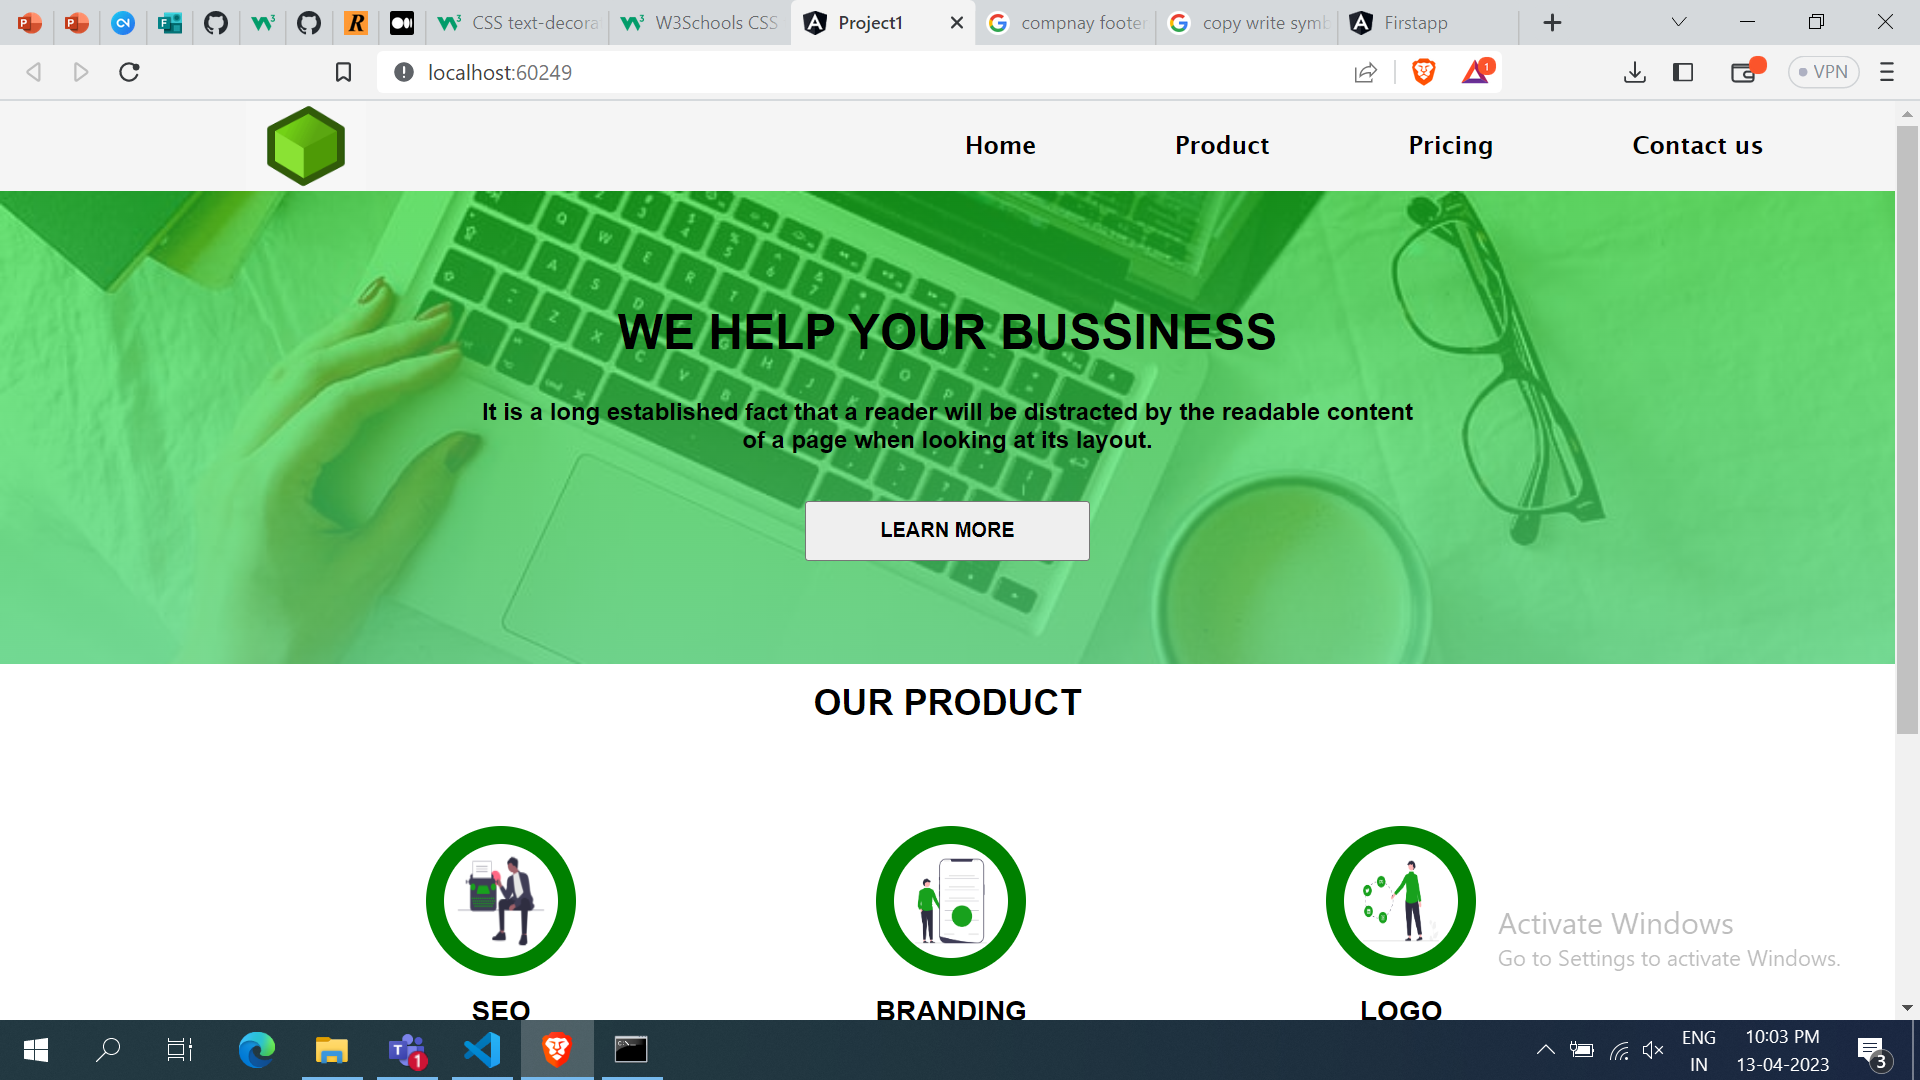 CSS text-decora
W3Schools CSS
Project1
compnay footer
copy write symb
Firstapp
localhost:60249
1
VPN
Home
Product
Pricing
Contact us
WE HELP YOUR BUSSINESS
It is a long established fact that a reader will be distracted by the readable content
of a page when looking at its layout.
LEARN MORE
OUR PRODUCT
SEO
BRANDING
LOGO
Activate Windows
Go to Settings to activate Windows.
1
ENG
IN
10:03 PM
13-04-2023
3